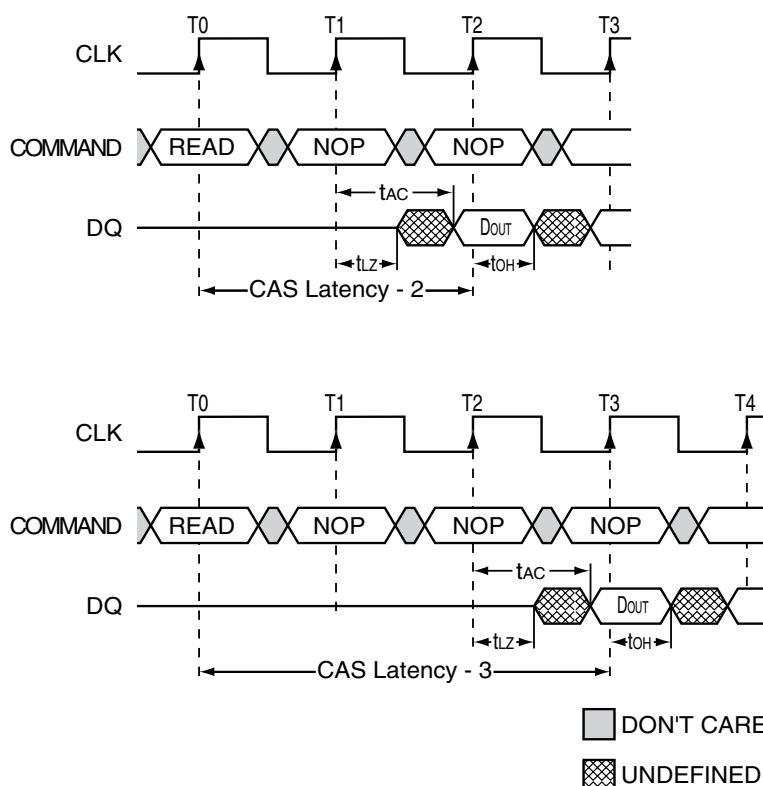 T0 T1 T2 T3
CLK
COMMAND READ NOP NOP
tAC
DQ DOUT
tLZ tOH
CAS Latency - 2
T0 T1 T2 T3 T4
CLK
COMMAND READ NOP NOP NOP
tAC
DQ DOUT
tLZ tOH
CAS Latency - 3
DON'T CARE
UNDEFINED